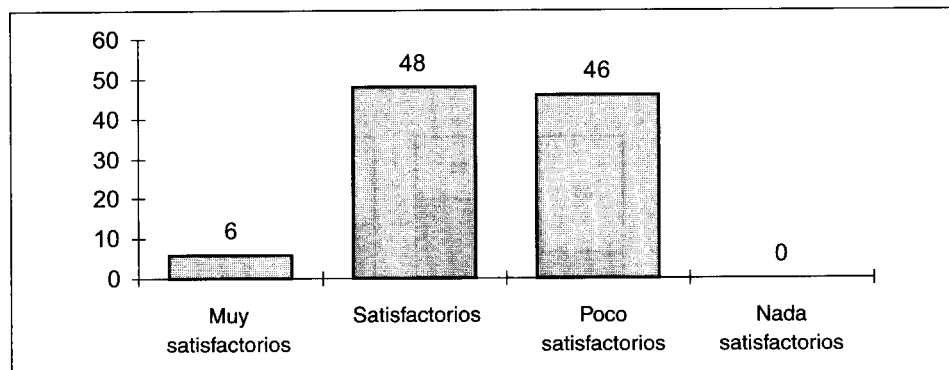 60
50
40
30
20
10
0
6
48
46
0
Muy
satisfactorios
Satisfactorios
Poco
satisfactorios
Nada
satisfactorios